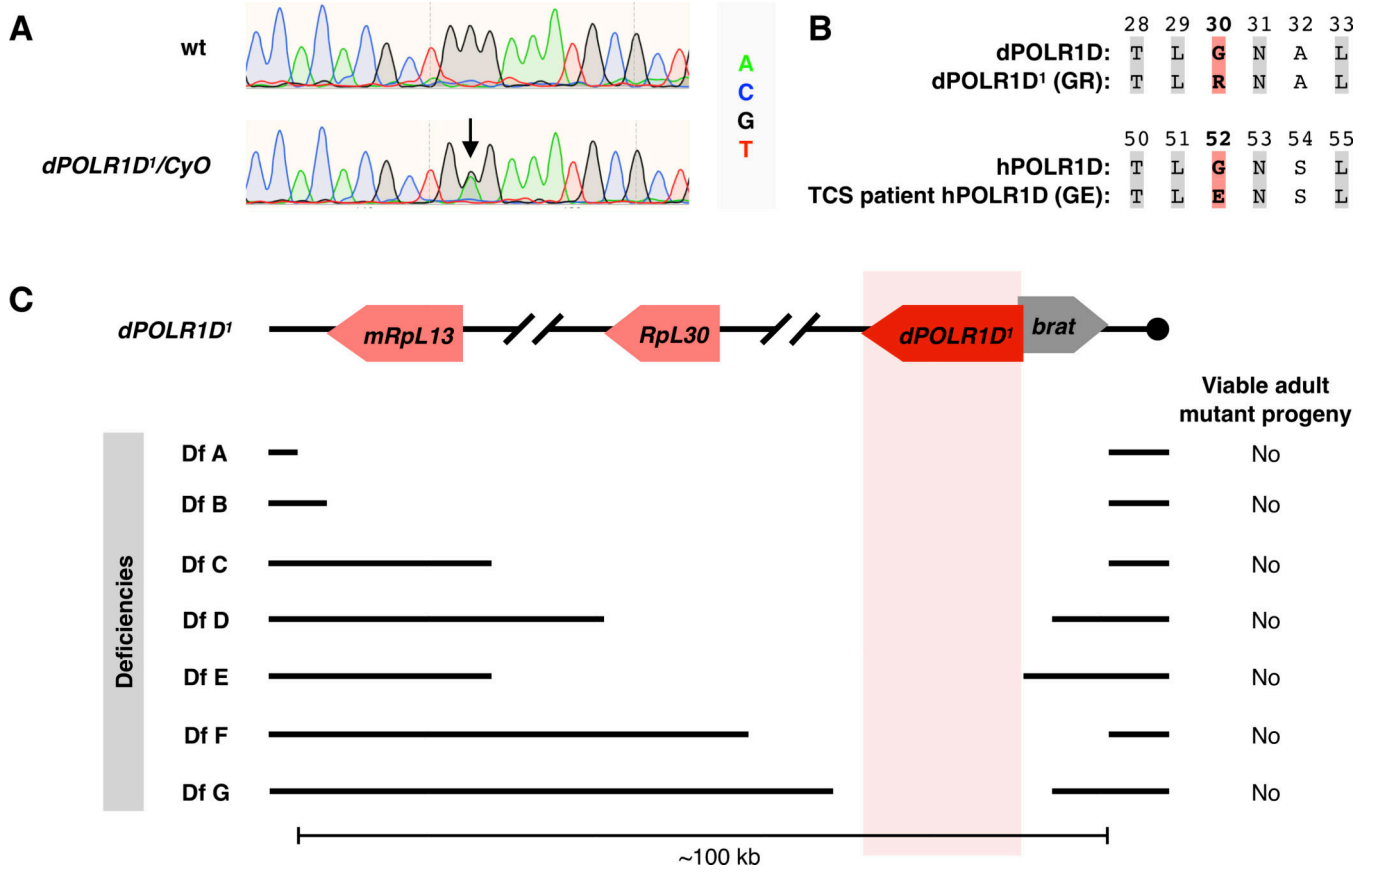 A
wt
dPOLR1D¹/CyO
A
C
G
T
B
28 29 30 31 32 33
dPOLR1D: T L G N A L
dPOLR1D¹ (GR): T L R N A L
50 51 52 53 54 55
hPOLR1D: T L G N S L
TCS patient hPOLR1D (GE): T L E N S L
C
dPOLR1D¹
mRpL13
RpL30
dPOLR1D¹
brat
Viable adult
mutant progeny
Deficiencies
Df A No
Df B No
Df C No
Df D No
Df E No
Df F No
Df G No
~100 kb